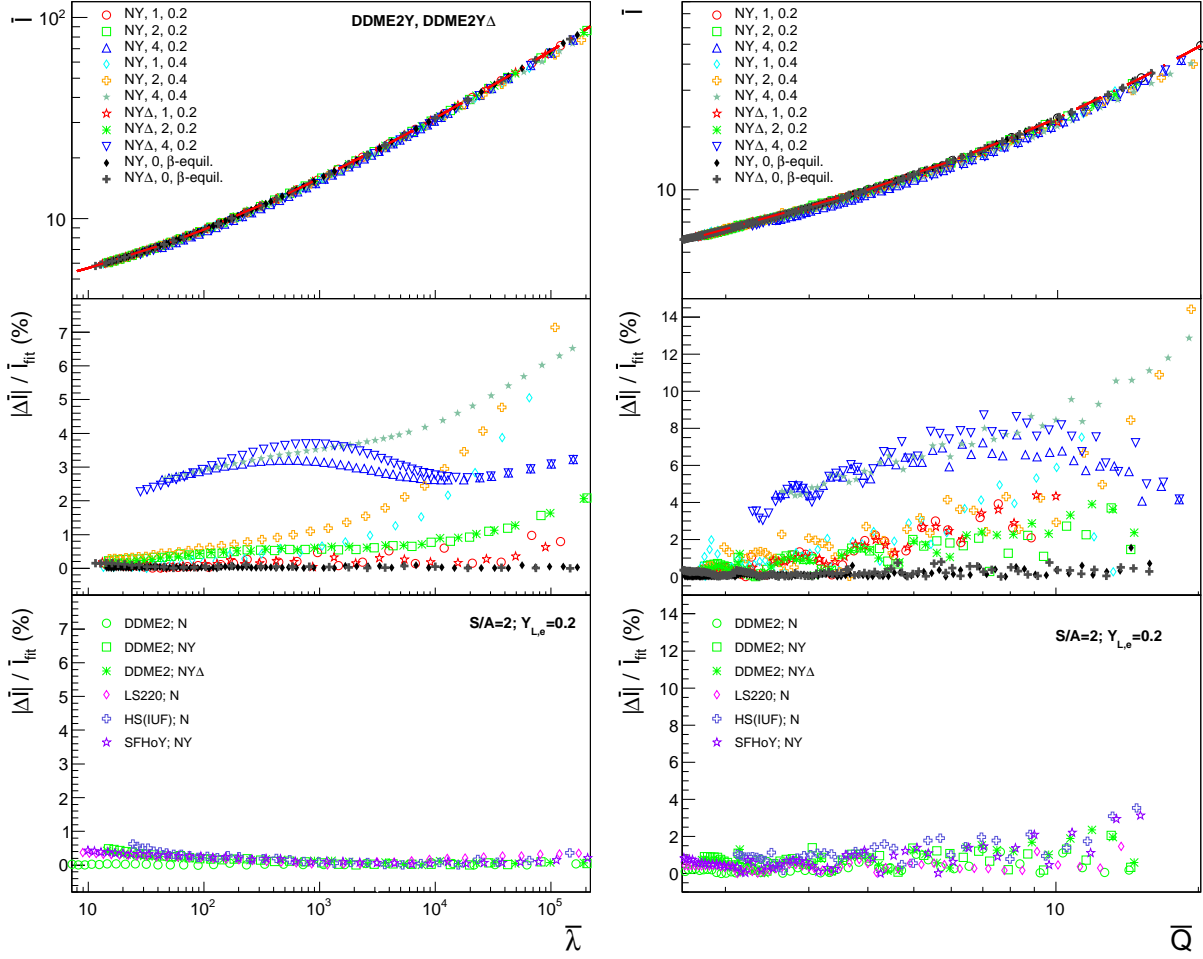 Ī
10²
10
DDME2Y, DDME2YΔ
NY, 1, 0.2
NY, 2, 0.2
NY, 4, 0.2
NY, 1, 0.4
NY, 2, 0.4
NY, 4, 0.4
NYΔ, 1, 0.2
NYΔ, 2, 0.2
NYΔ, 4, 0.2
NY, 0, β-equil.
NYΔ, 0, β-equil.
|ΔĪ| / Ī_fit (%)
7
6
5
4
3
2
1
0
|ΔĪ| / Ī_fit (%)
7
6
5
4
3
2
1
0
S/A=2; Y_L,e=0.2
DDME2; N
DDME2; NY
DDME2; NYΔ
LS220; N
HS(IUF); N
SFHoY; NY
10
10²
10³
10⁴
10⁵
λ̄
Ī
10
NY, 1, 0.2
NY, 2, 0.2
NY, 4, 0.2
NY, 1, 0.4
NY, 2, 0.4
NY, 4, 0.4
NYΔ, 1, 0.2
NYΔ, 2, 0.2
NYΔ, 4, 0.2
NY, 0, β-equil.
NYΔ, 0, β-equil.
|ΔĪ| / Ī_fit (%)
14
12
10
8
6
4
2
0
|ΔĪ| / Ī_fit (%)
14
12
10
8
6
4
2
0
S/A=2; Y_L,e=0.2
DDME2; N
DDME2; NY
DDME2; NYΔ
LS220; N
HS(IUF); N
SFHoY; NY
10
Q̄